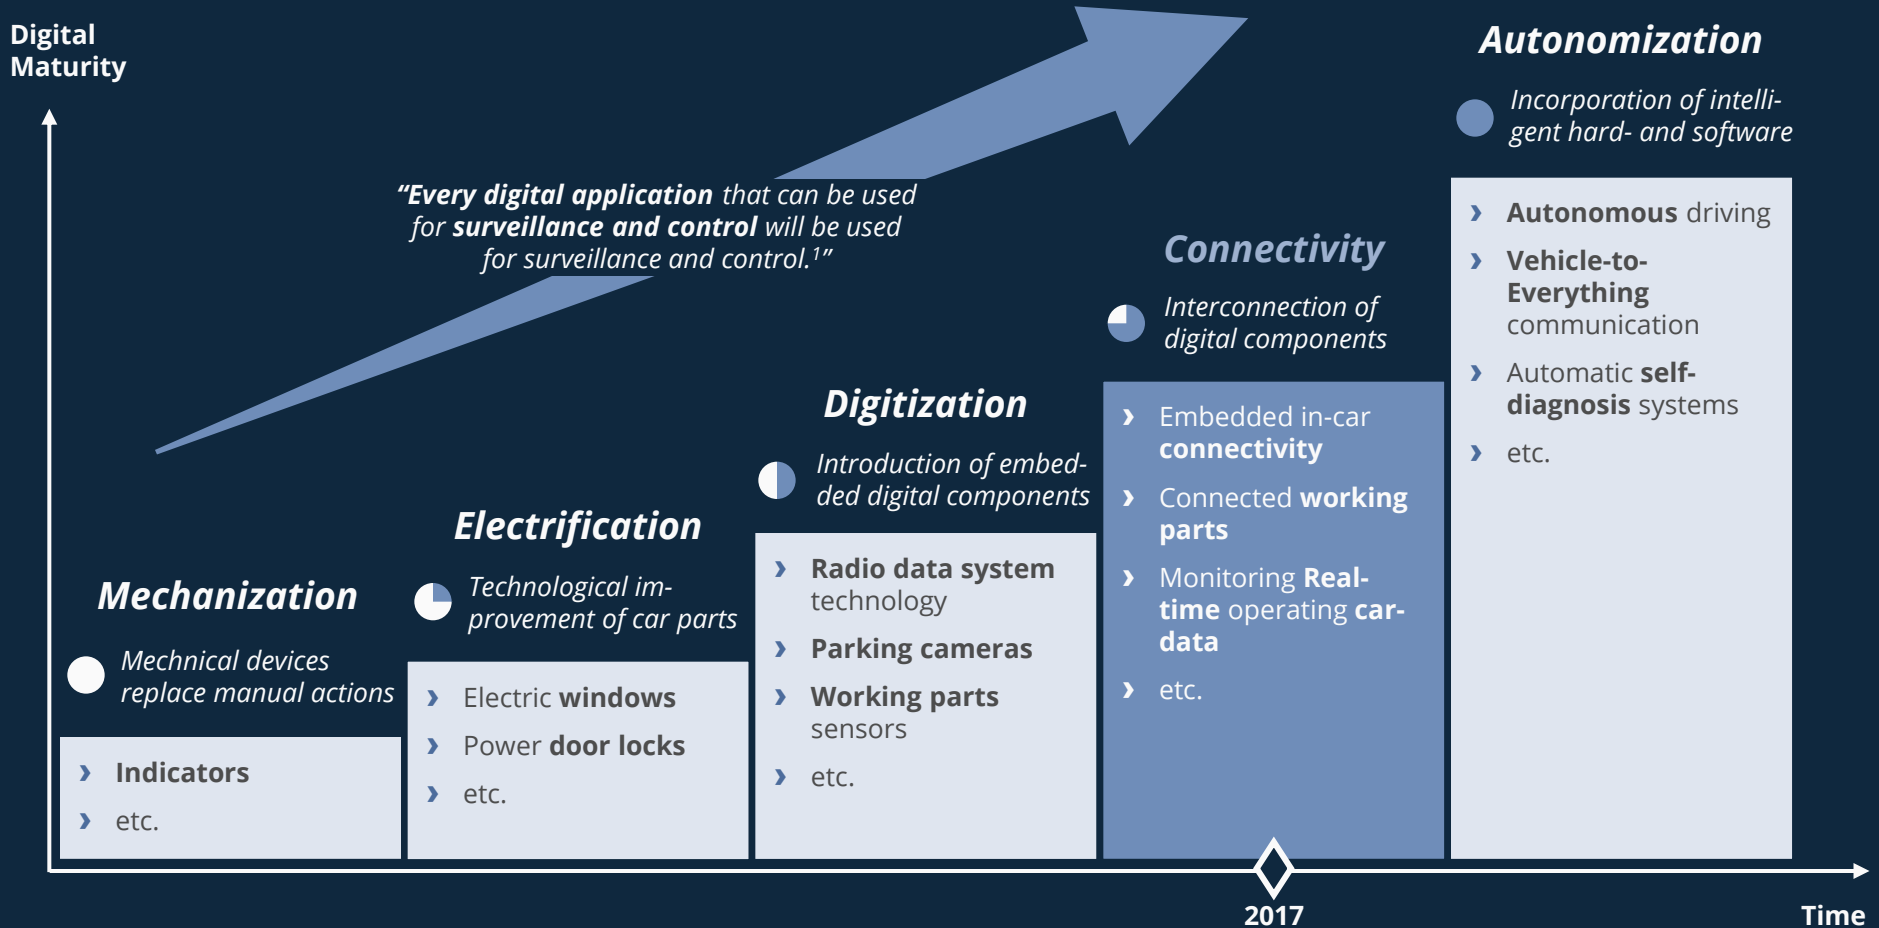 Digital
Maturity
“Every digital application that can be used
for surveillance and control will be used
for surveillance and control.¹”
Mechanization
Mechnical devices
replace manual actions
› Indicators
› etc.
Electrification
Technological im-
provement of car parts
› Electric windows
› Power door locks
› etc.
Digitization
Introduction of embed-
ded digital components
› Radio data system
technology
› Parking cameras
› Working parts
sensors
› etc.
Connectivity
Interconnection of
digital components
› Embedded in-car
connectivity
› Connected working
parts
› Monitoring Real-
time operating car-
data
› etc.
Autonomization
Incorporation of intelli-
gent hard- and software
› Autonomous driving
› Vehicle-to-
Everything
communication
› Automatic self-
diagnosis systems
› etc.
2017
Time